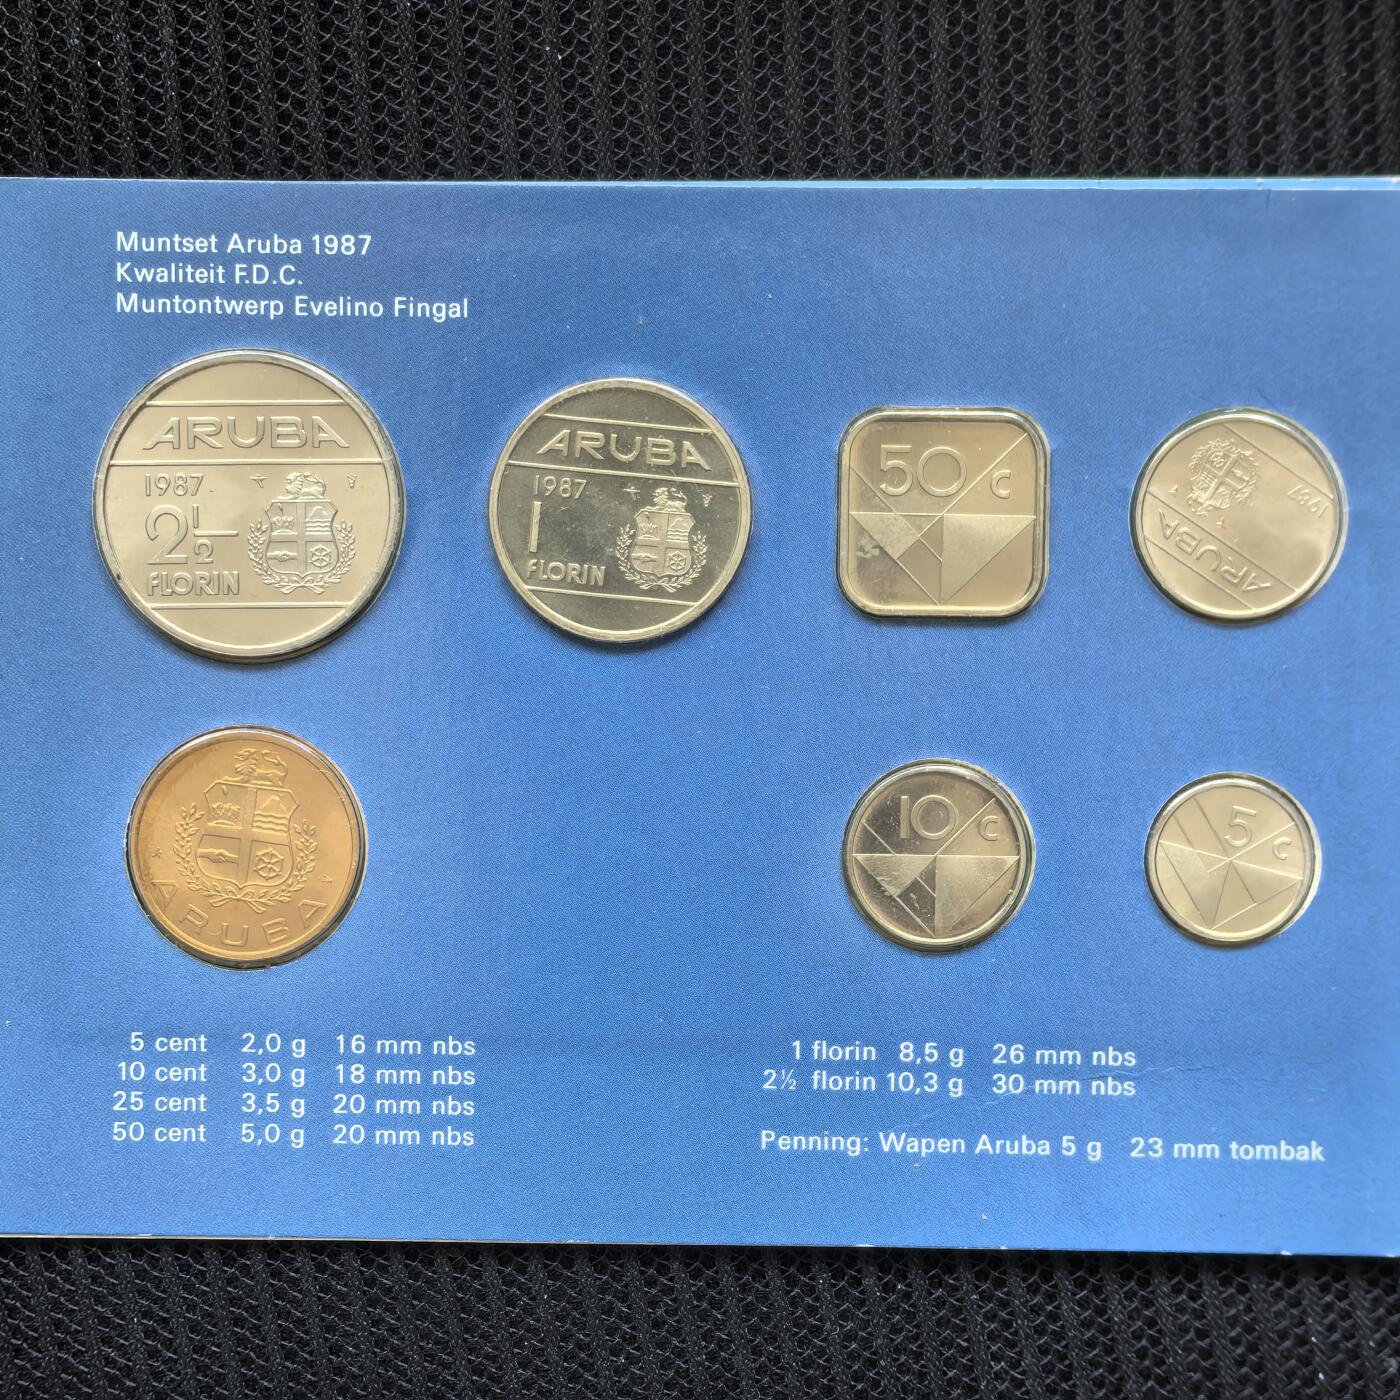 Muntset Aruba 1987
Kwaliteit F.D.C.
Muntontwerp Evelino Fingal
ARUBA
1987
2½
FLORIN
ARUBA
1987
1
FLORIN
50 C
1987
ARUBA
ARUBA
10 C
5 C
5 cent 2,0 g 16 mm nbs
10 cent 3,0 g 18 mm nbs
25 cent 3,5 g 20 mm nbs
50 cent 5,0 g 20 mm nbs
1 florin 8,5 g 26 mm nbs
2½ florin 10,3 g 30 mm nbs
Penning: Wapen Aruba 5 g 23 mm tombak